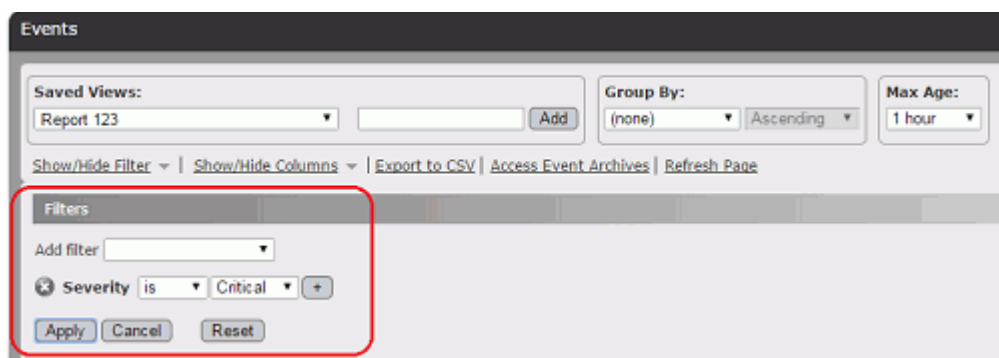 Events
Saved Views: Group By: Max Age:
Report 123 Add (none) Ascending 1 hour
Show/Hide Filter | Show/Hide Columns | Export to CSV | Access Event Archives | Refresh Page
Filters
Add filter
Severity is Critical +
Apply Cancel Reset